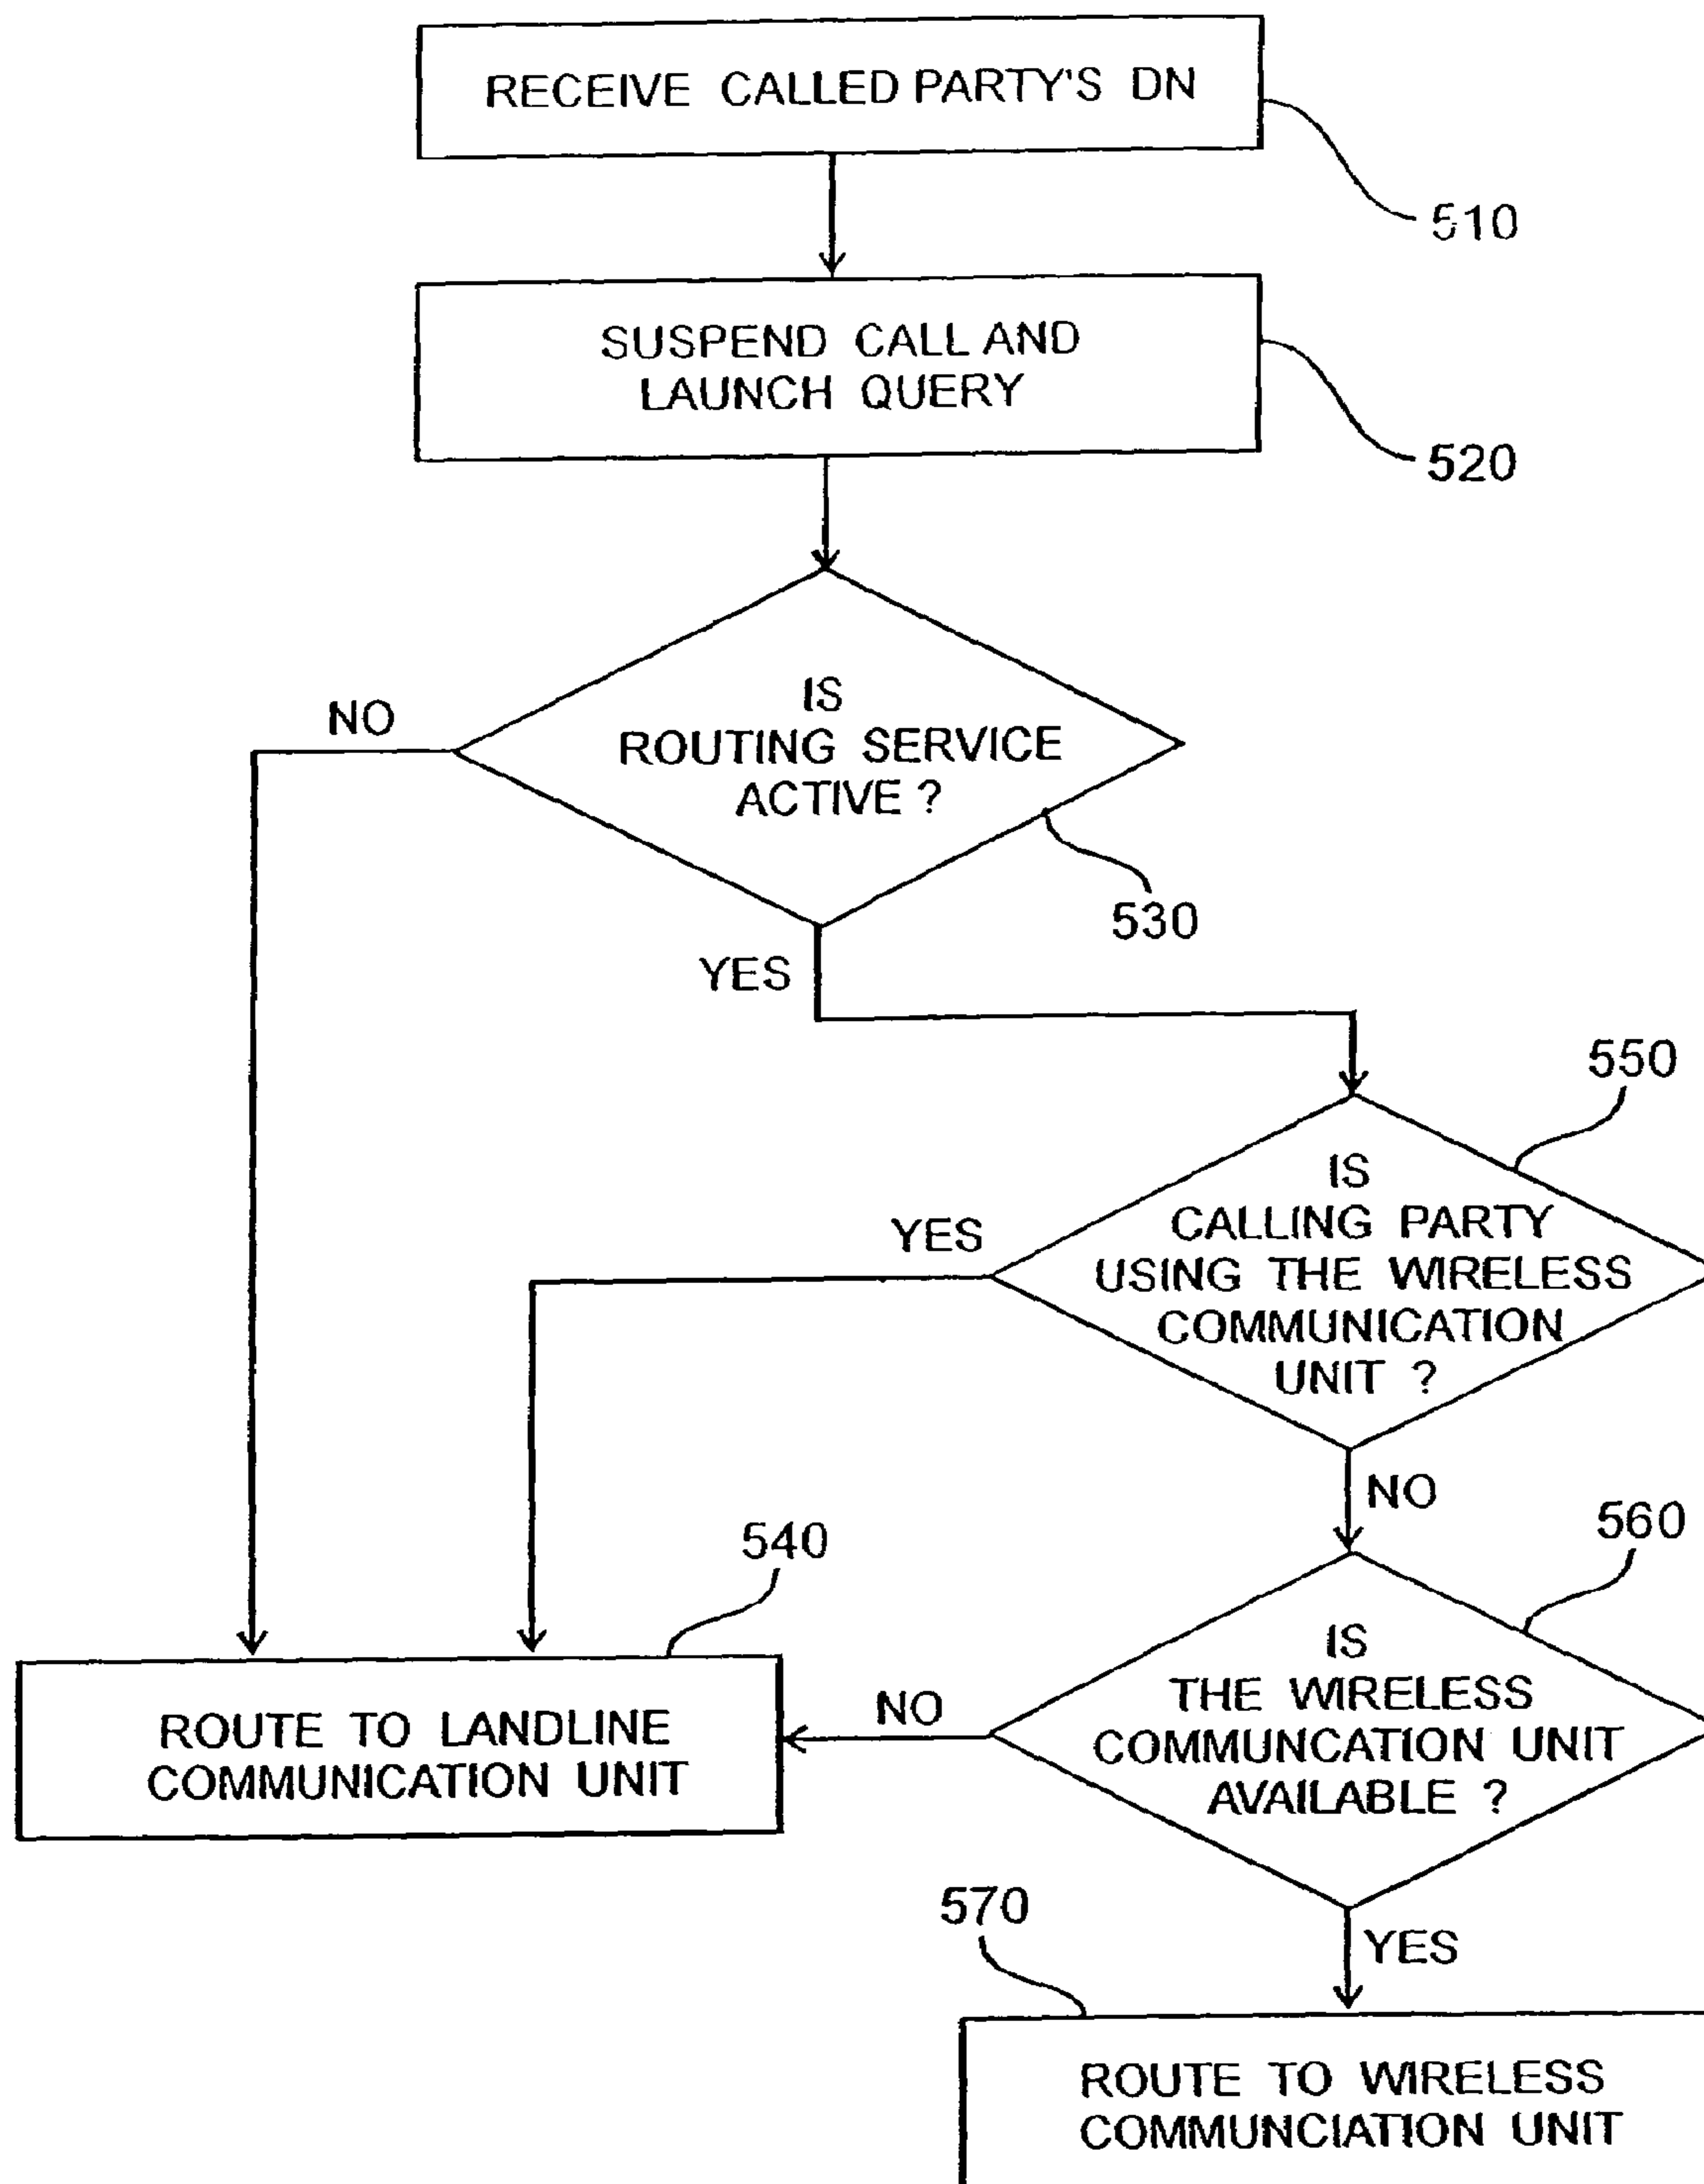 RECEIVE CALLED PARTY'S DN
510
SUSPEND CALL AND
LAUNCH QUERY
520
IS
ROUTING SERVICE
ACTIVE ?
NO
530
YES
550
IS
CALLING PARTY
USING THE WIRELESS
COMMUNICATION
UNIT ?
YES
NO
540
560
ROUTE TO LANDLINE
COMMUNICATION UNIT
NO
IS
THE WIRELESS
COMMUNCATION UNIT
AVAILABLE ?
570
YES
ROUTE TO WIRELESS
COMMUNCIATION UNIT